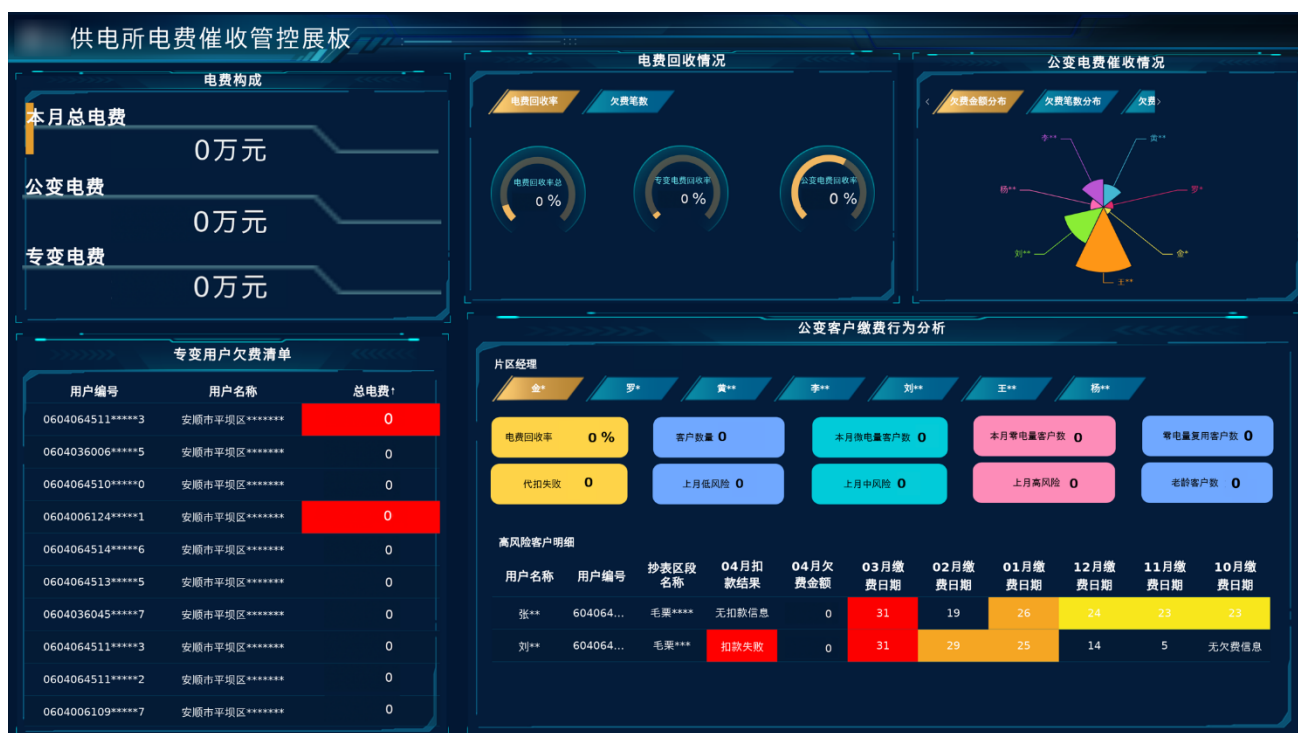 供电所电费催收管控展板
电费构成
本月总电费
0万元
公变电费
0万元
专变电费
0万元
电费回收情况
电费回收率 欠费笔数
电费回收率总
0 %
专变电费回收率
0 %
公变电费回收率
0 %
公变电费催收情况
欠费金额分布 欠费笔数分布 欠费
李** 黄**
杨** 罗*
刘** 金*
王**
专变用户欠费清单
用户编号 用户名称 总电费↑
0604064511*****3 安顺市平坝区******* 0
0604036006*****5 安顺市平坝区******* 0
0604064510*****0 安顺市平坝区******* 0
0604006124*****1 安顺市平坝区******* 0
0604064514*****6 安顺市平坝区******* 0
0604064513*****5 安顺市平坝区******* 0
0604036045*****7 安顺市平坝区******* 0
0604064511*****3 安顺市平坝区******* 0
0604064511*****2 安顺市平坝区******* 0
0604006109*****7 安顺市平坝区******* 0
公变客户缴费行为分析
片区经理
金* 罗* 黄** 李** 刘** 王** 杨**
电费回收率 0 % 客户数量 0 本月微电量客户数 0 本月零电量客户数 0 零电量复用客户数 0
代扣失败 0 上月低风险 0 上月中风险 0 上月高风险 0 老龄客户数 0
高风险客户明细
用户名称 用户编号 抄表区段名称 04月扣款结果 04月欠费金额 03月缴费日期 02月缴费日期 01月缴费日期 12月缴费日期 11月缴费日期 10月缴费日期
张** 604064... 毛栗**** 无扣款信息 0 31 19 26 24 23 23
刘** 604064... 毛栗*** 扣款失败 0 31 29 25 14 5 无欠费信息